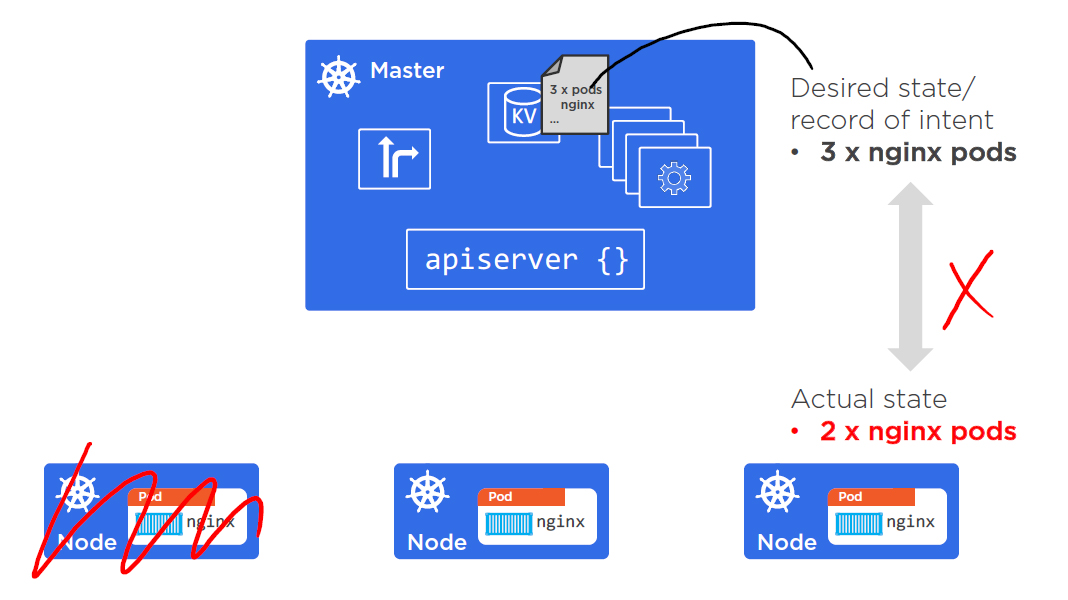 Master
3 x pods
nginx
...
KV
apiserver {}
Desired state/
record of intent
• 3 x nginx pods
Actual state
• 2 x nginx pods
Pod
nginx
Node
Pod
nginx
Node
Pod
nginx
Node